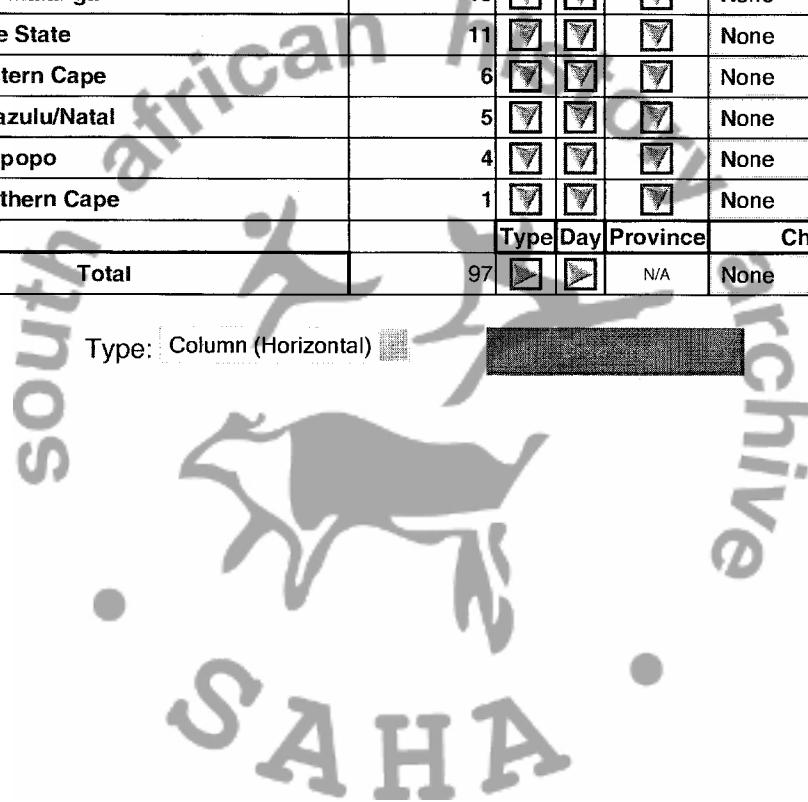 e State 11 None
tern Cape 6 None
azulu/Natal 5 None
popo 4 None
thern Cape 1 None
Type Day Province Ch
Total 97 N/A None
Type: Column (Horizontal)
south african history archive
SAHA